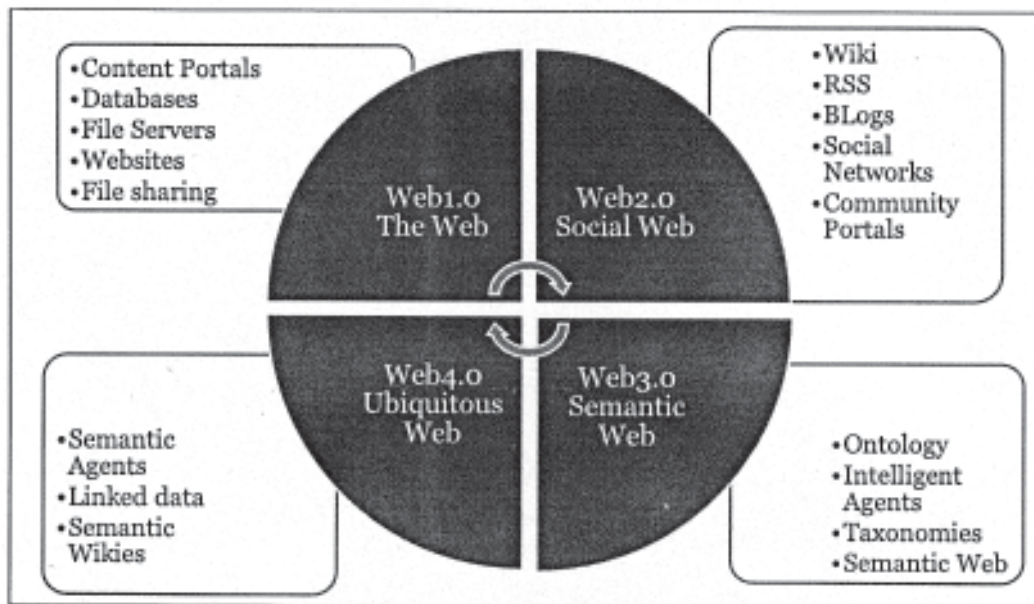 •Content Portals
•Databases
•File Servers
•Websites
•File sharing
Web1.0
The Web
Web2.0
Social Web
•Wiki
•RSS
•BLogs
•Social
Networks
•Community
Portals
•Semantic
Agents
•Linked data
•Semantic
Wikies
Web4.0
Ubiquitous
Web
Web3.0
Semantic
Web
•Ontology
•Intelligent
Agents
•Taxonomies
•Semantic Web